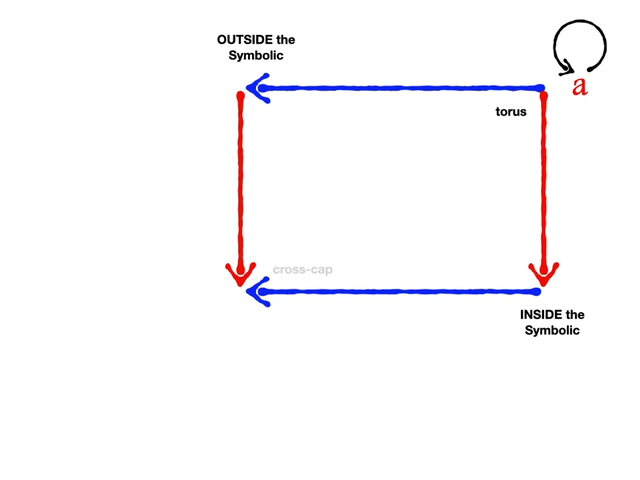 OUTSIDE the
Symbolic
a
torus
cross-cap
INSIDE the
Symbolic